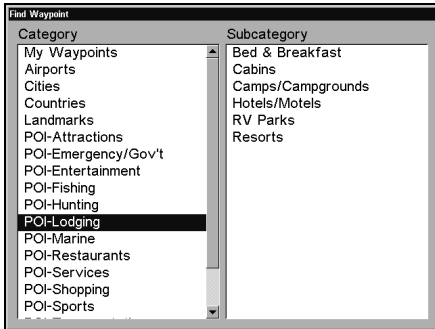 Find Waypoint
Category
Subcategory
My Waypoints
Airports
Cities
Countries
Landmarks
POI-Attractions
POI-Emergency/Gov't
POI-Entertainment
POI-Fishing
POI-Hunting
POI-Lodging
POI-Marine
POI-Restaurants
POI-Services
POI-Shopping
POI-Sports
Bed & Breakfast
Cabins
Camps/Campgrounds
Hotels/Motels
RV Parks
Resorts